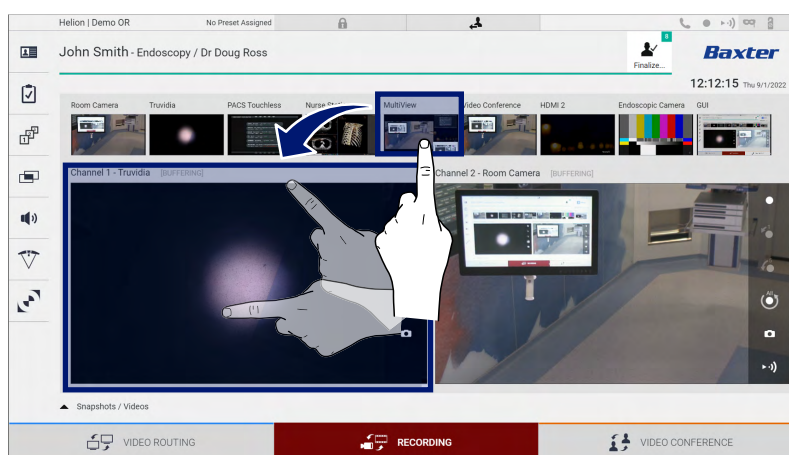 Helion | Demo OR
No Preset Assigned
John Smith - Endoscopy / Dr Doug Ross
8
Finalize...
Baxter
12:12:15 Thu 9/1/2022
Room Camera
Truvidia
PACS Touchless
MultiView
Video Conference
HDMI 2
Endoscopic Camera
GUI
Channel 1 - Truvidia [BUFFERING]
Channel 2 - Room Camera [BUFFERING]
All
Snapshots / Videos
VIDEO ROUTING
RECORDING
VIDEO CONFERENCE